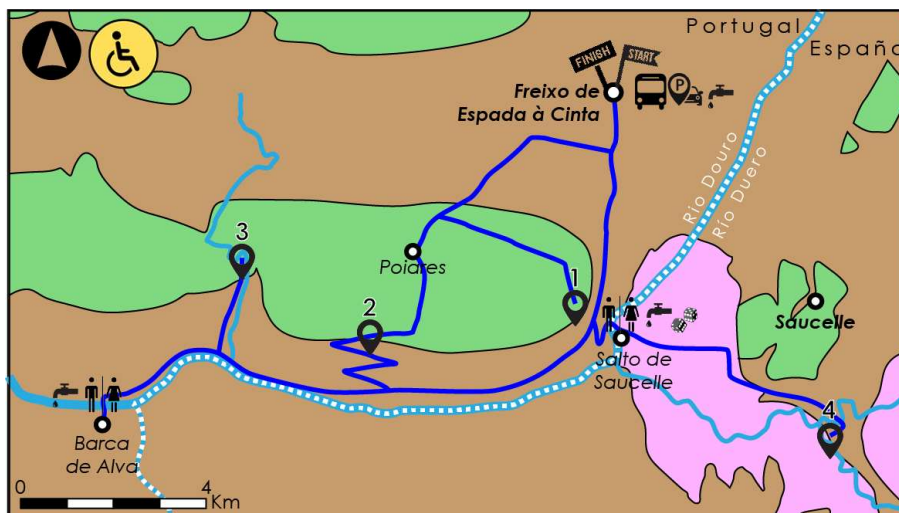 Portugal
España
FINISH
START
P
Freixo de
Espada à Cinta
Río Douro
Río Duero
3
Poiares
1
2
Saucelle
Salto de
Saucelle
4
Barca
de Alva
0
4
Km